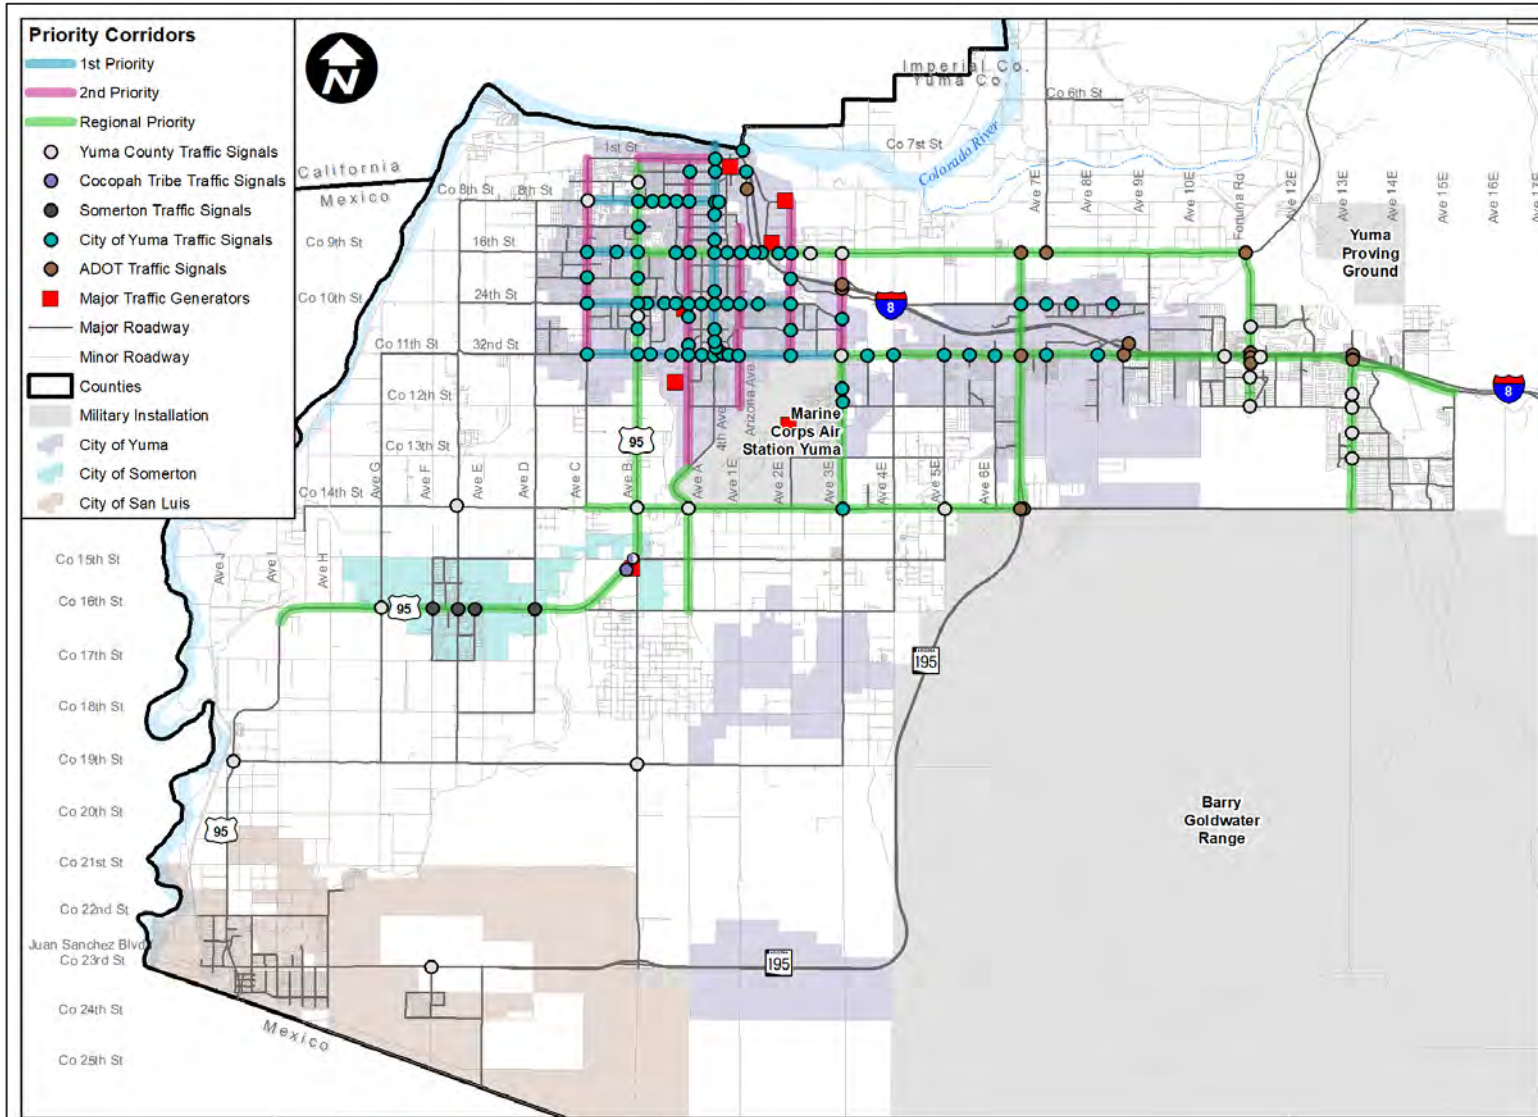 Priority Corridors
1st Priority
2nd Priority
Regional Priority
Yuma County Traffic Signals
Cocopah Tribe Traffic Signals
Somerton Traffic Signals
City of Yuma Traffic Signals
ADOT Traffic Signals
Major Traffic Generators
Major Roadway
Minor Roadway
Counties
Military Installation
City of Yuma
City of Somerton
City of San Luis
N
Imperial Co.
Yuma Co.
Co 6th St
1st St
Co 7st St
Colorado River
California
Mexico
Co 8th St
8th St
Ave 7E
Ave 8E
Ave 9E
Ave 10E
Fortuna Rd
Ave 12E
Ave 13E
Ave 14E
Ave 15E
Ave 16E
Co 9th St
16th St
Yuma
Proving
Ground
Co 10th St
24th St
8
Co 11th St
32nd St
8
Co 12th St
Marine
Corps Air
Station Yuma
95
Co 13th St
4th Ave
Arizona Ave
Ave G
Ave F
Ave E
Ave D
Ave C
Ave B
Ave A
Ave 1E
Ave 2E
Ave 3E
Ave 4E
Ave 5E
Ave 6E
Co 14th St
Co 15th St
Ave J
Ave I
Ave H
Co 16th St
95
Co 17th St
195
Co 18th St
Co 19th St
Co 20th St
95
Barry
Goldwater
Range
Co 21st St
Co 22nd St
Juan Sanchez Blvd
Co 23rd St
195
Co 24th St
Mexico
Co 25th St